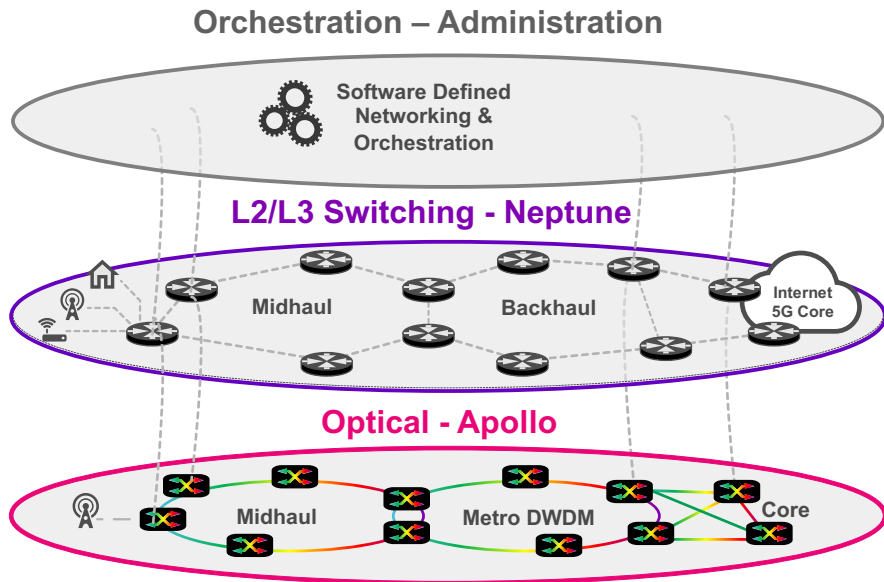 Orchestration – Administration
Software Defined
Networking &
Orchestration
L2/L3 Switching - Neptune
Midhaul
Backhaul
Internet
5G Core
Optical - Apollo
Midhaul
Metro DWDM
Core